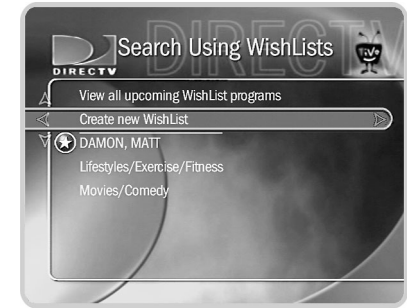 DIRECTV
Search Using WishLists
TiVo
DIRECTV
View all upcoming WishList programs
Create new WishList
DAMON, MATT
Lifestyles/Exercise/Fitness
Movies/Comedy